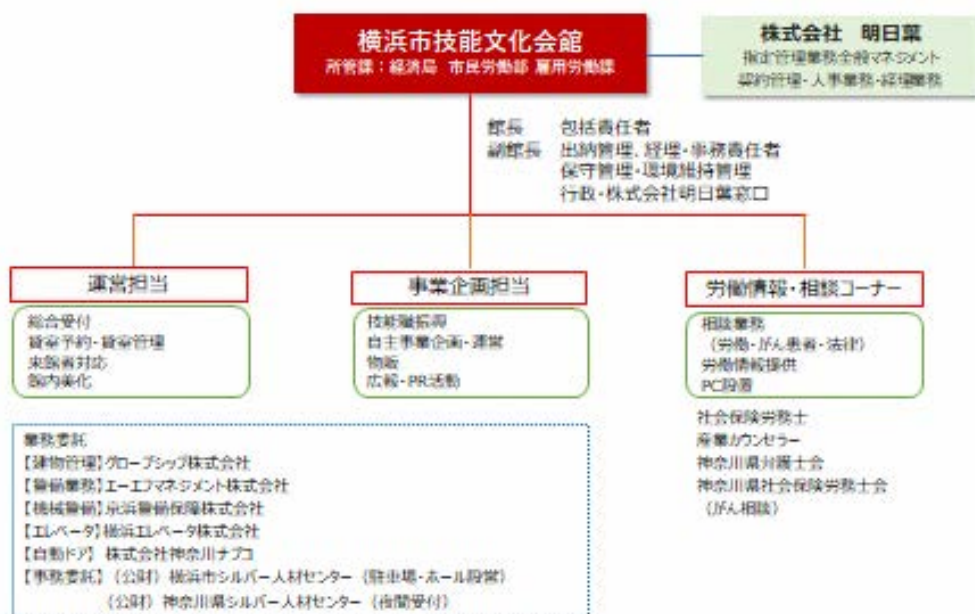 横浜市技能文化会館
所管課：経済局　市民労働部 雇用労働課
株式会社　明日葉
指定管理業務全般マネジメント
契約管理・人事業務・経理業務
館長　包括責任者
副館長　出納管理、経理・事務責任者
保守管理・環境維持管理
行政・株式会社明日葉窓口
運営担当
総合受付
貸室予約・貸室管理
来館者対応
館内美化
事業企画担当
技能職振興
自主事業企画・運営
物販
広報・PR活動
労働情報・相談コーナー
相談業務
（労働・がん患者・法律）
労働情報提供
PC設置
社会保険労務士
産業カウンセラー
神奈川県弁護士会
神奈川県社会保険労務士会
（がん相談）
業務委託
【建物管理】グローブシップ株式会社
【警備業務】エーエフマネジメント株式会社
【機械警備】京浜警備保障株式会社
【エレベータ】横浜エレベータ株式会社
【自動ドア】 株式会社神奈川ナブコ
【事務委託】（公財）横浜市シルバー人材センター（駐車場・ホール設営）
（公財）神奈川県シルバー人材センター（夜間受付）